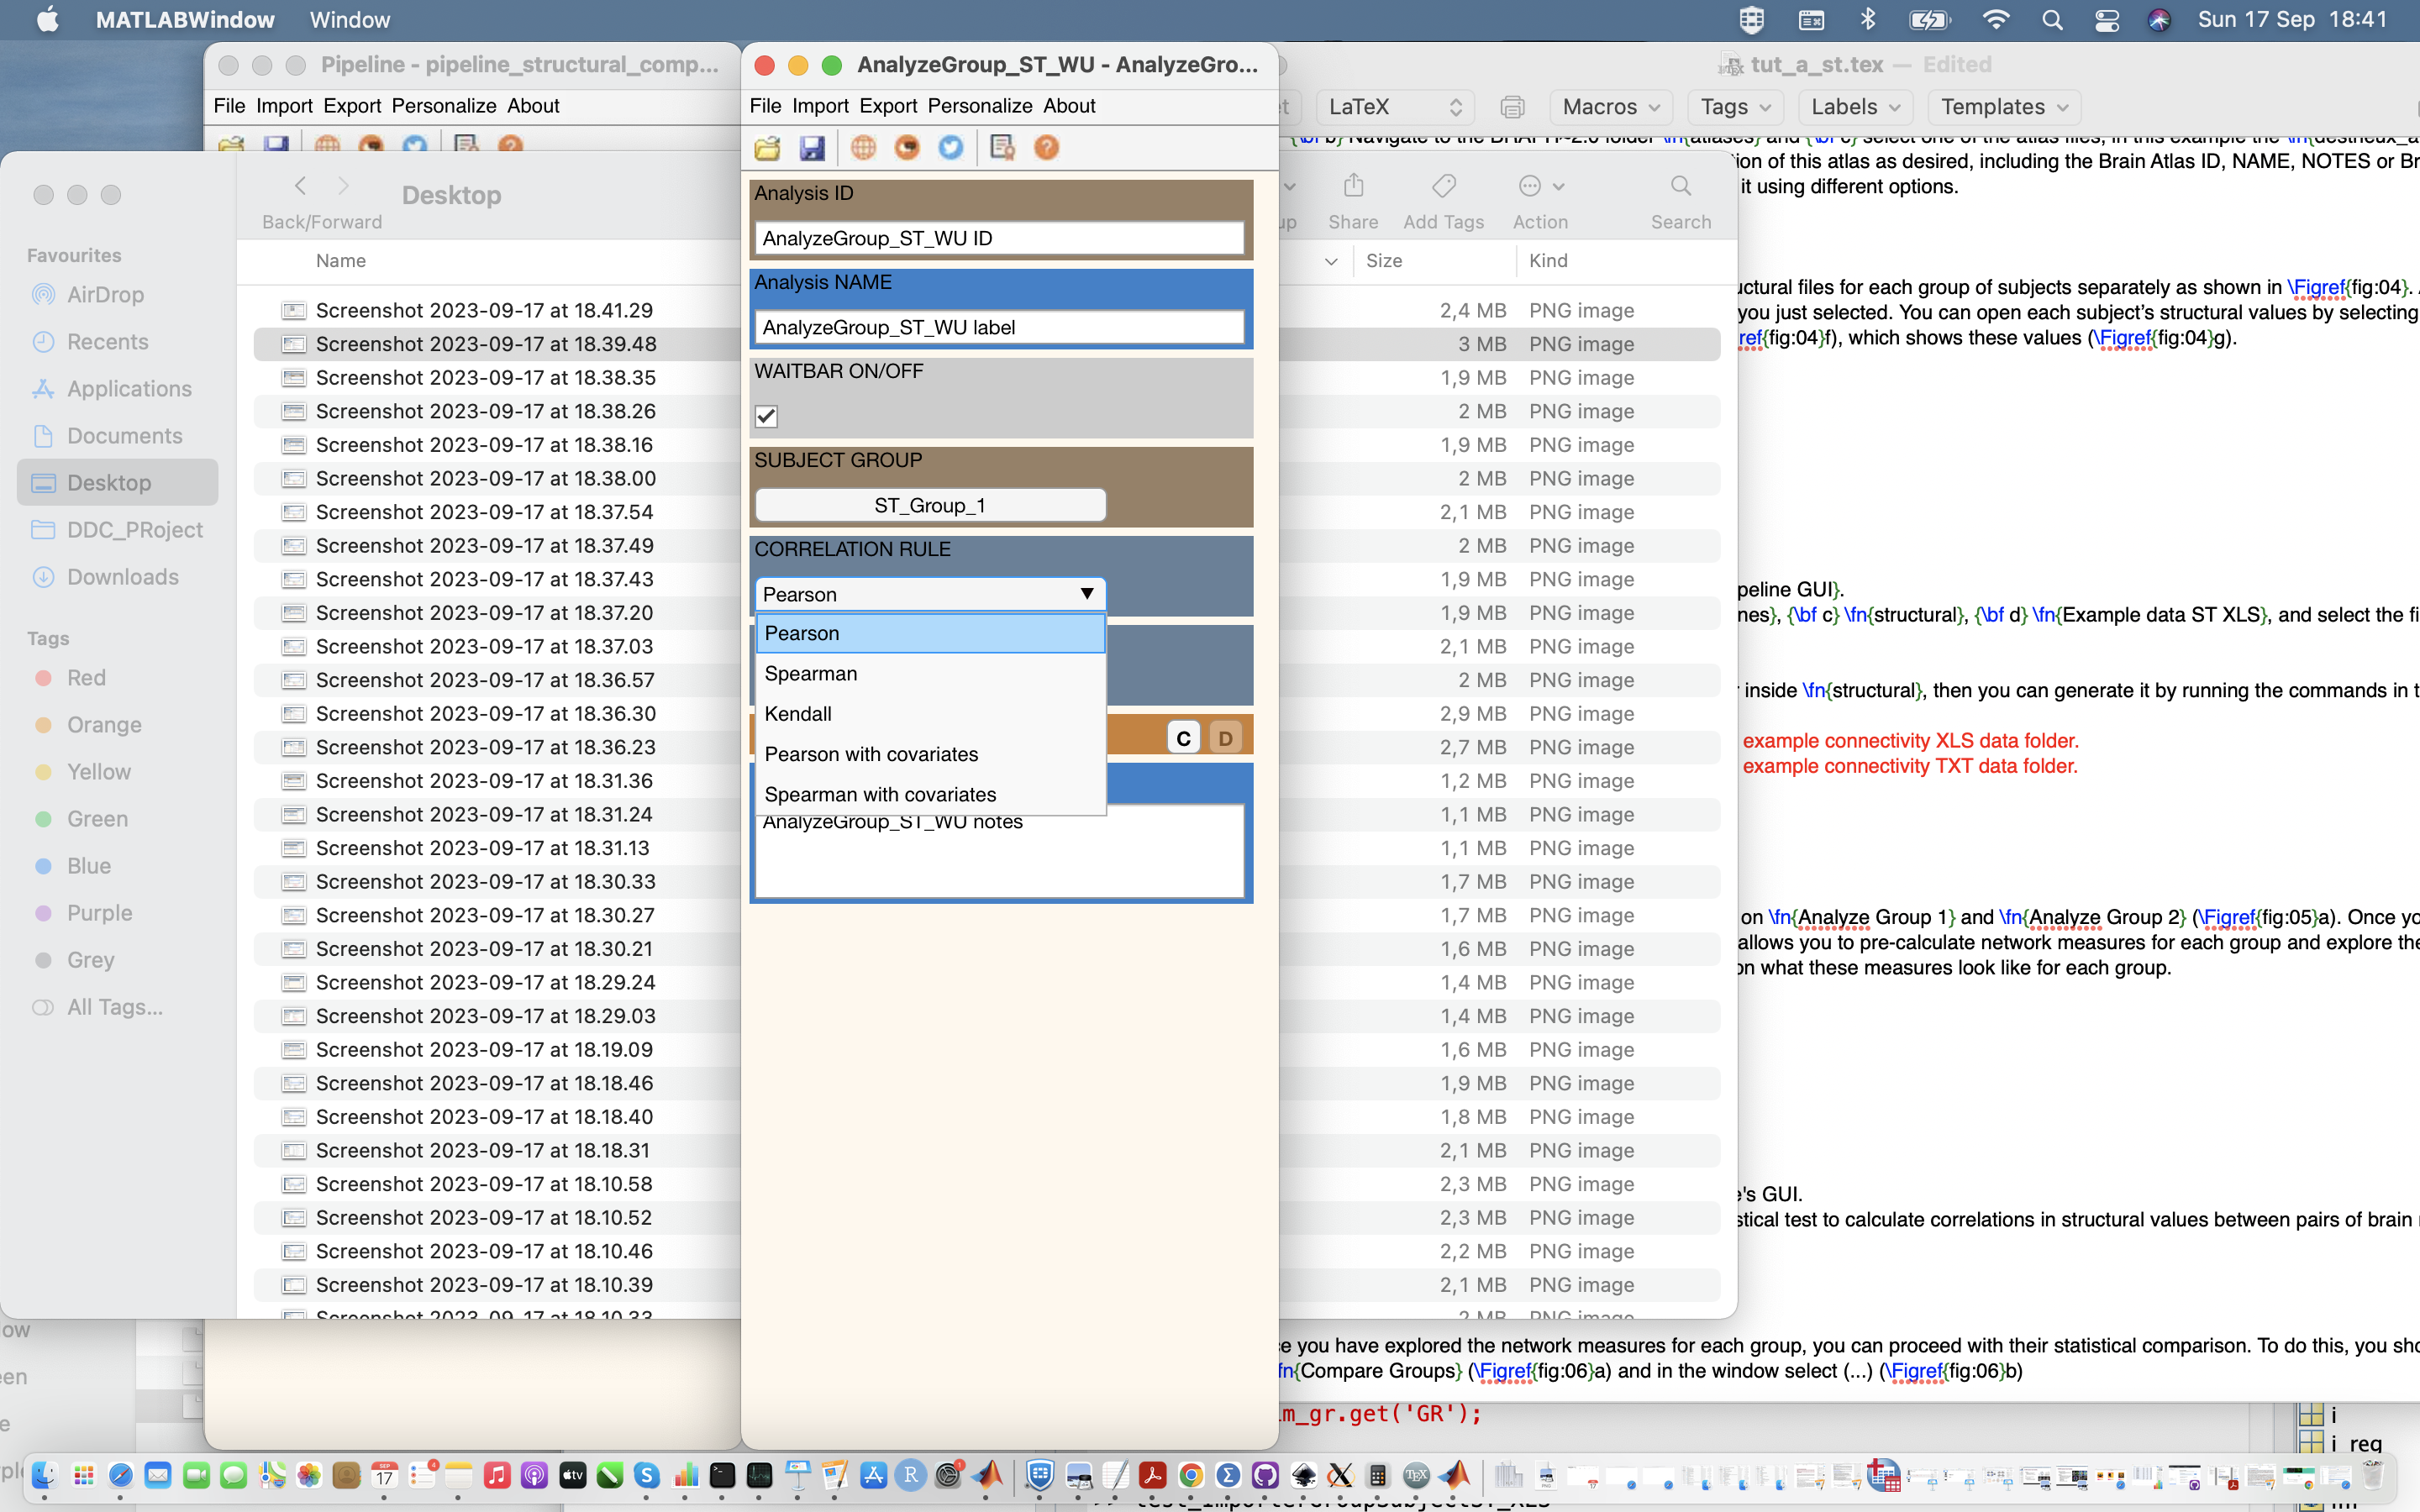 MATLABWindow Window Sun 17 Sep 18:41
Pipeline - pipeline_structural_comp...
File Import Export Personalize About
AnalyzeGroup_ST_WU - AnalyzeGro...
File Import Export Personalize About
tut_a_st.tex — Edited
LaTeX Macros Tags Labels Templates
Desktop
Back/Forward
Share Add Tags Action Search
Name Size Kind
Favourites
AirDrop
Recents
Applications
Documents
Desktop
DDC_PRoject
Downloads
Tags
Red
Orange
Yellow
Green
Blue
Purple
Grey
All Tags...
Screenshot 2023-09-17 at 18.41.29 2,4 MB PNG image
Screenshot 2023-09-17 at 18.39.48 3 MB PNG image
Screenshot 2023-09-17 at 18.38.35 1,9 MB PNG image
Screenshot 2023-09-17 at 18.38.26 2 MB PNG image
Screenshot 2023-09-17 at 18.38.16 1,9 MB PNG image
Screenshot 2023-09-17 at 18.38.00 2 MB PNG image
Screenshot 2023-09-17 at 18.37.54 2,1 MB PNG image
Screenshot 2023-09-17 at 18.37.49 2 MB PNG image
Screenshot 2023-09-17 at 18.37.43 1,9 MB PNG image
Screenshot 2023-09-17 at 18.37.20 1,9 MB PNG image
Screenshot 2023-09-17 at 18.37.03 2,1 MB PNG image
Screenshot 2023-09-17 at 18.36.57 2 MB PNG image
Screenshot 2023-09-17 at 18.36.30 2,9 MB PNG image
Screenshot 2023-09-17 at 18.36.23 2,7 MB PNG image
Screenshot 2023-09-17 at 18.31.36 1,2 MB PNG image
Screenshot 2023-09-17 at 18.31.24 1,1 MB PNG image
Screenshot 2023-09-17 at 18.31.13 1,1 MB PNG image
Screenshot 2023-09-17 at 18.30.33 1,7 MB PNG image
Screenshot 2023-09-17 at 18.30.27 1,7 MB PNG image
Screenshot 2023-09-17 at 18.30.21 1,6 MB PNG image
Screenshot 2023-09-17 at 18.29.24 1,4 MB PNG image
Screenshot 2023-09-17 at 18.29.03 1,4 MB PNG image
Screenshot 2023-09-17 at 18.19.09 1,6 MB PNG image
Screenshot 2023-09-17 at 18.18.46 1,9 MB PNG image
Screenshot 2023-09-17 at 18.18.40 1,8 MB PNG image
Screenshot 2023-09-17 at 18.18.31 2,1 MB PNG image
Screenshot 2023-09-17 at 18.10.58 2,3 MB PNG image
Screenshot 2023-09-17 at 18.10.52 2,3 MB PNG image
Screenshot 2023-09-17 at 18.10.46 2,2 MB PNG image
Screenshot 2023-09-17 at 18.10.39 2,1 MB PNG image
Screenshot 2023-09-17 at 18.10.33 2 MB PNG image
Analysis ID
AnalyzeGroup_ST_WU ID
Analysis NAME
AnalyzeGroup_ST_WU label
WAITBAR ON/OFF
SUBJECT GROUP
ST_Group_1
CORRELATION RULE
Pearson
Pearson
Spearman
Kendall
Pearson with covariates
Spearman with covariates
C D
AnalyzeGroup_ST_WU notes
tion of this atlas as desired, including the Brain Atlas ID, NAME, NOTES or Br
it using different options.
uctural files for each group of subjects separately as shown in \Figref{fig:04}.
you just selected. You can open each subject's structural values by selecting
ref{fig:04}f), which shows these values (\Figref{fig:04}g).
peline GUI}.
nes}, {\bf c} \fn{structural}, {\bf d} \fn{Example data ST XLS}, and select the fi
inside \fn{structural}, then you can generate it by running the commands in t
example connectivity XLS data folder.
example connectivity TXT data folder.
on \fn{Analyze Group 1} and \fn{Analyze Group 2} (\Figref{fig:05}a). Once yo
allows you to pre-calculate network measures for each group and explore the
on what these measures look like for each group.
e's GUI.
stical test to calculate correlations in structural values between pairs of brain
ce you have explored the network measures for each group, you can proceed with their statistical comparison. To do this, you sho
fn{Compare Groups} (\Figref{fig:06}a) and in the window select (...) (\Figref{fig:06}b)
m_gr.get('GR');
i
i_reg